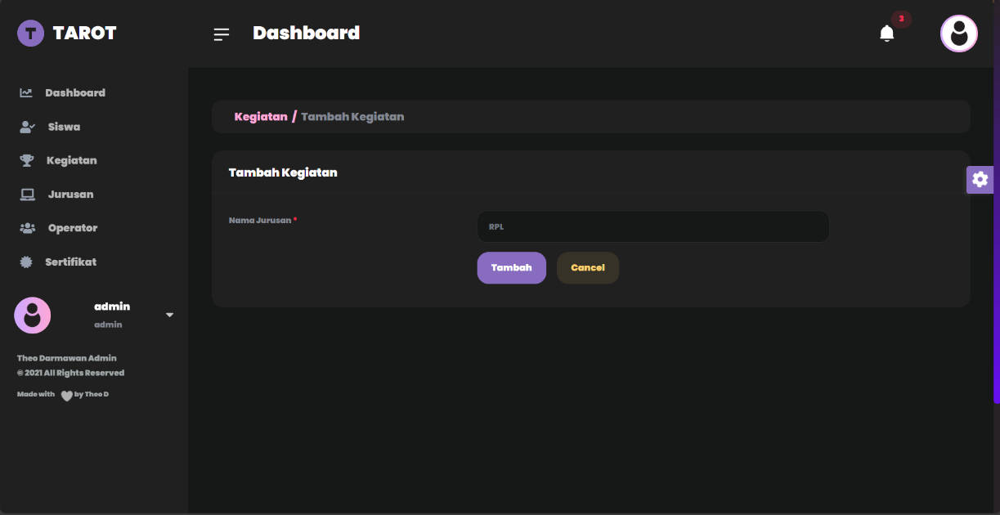 T TAROT
Dashboard
3
Dashboard
Siswa
Kegiatan
Jurusan
Operator
Sertifikat
admin
admin
Theo Darmawan Admin
© 2021 All Rights Reserved
Made with by Theo D
Kegiatan / Tambah Kegiatan
Tambah Kegiatan
Nama Jurusan *
RPL
Tambah Cancel